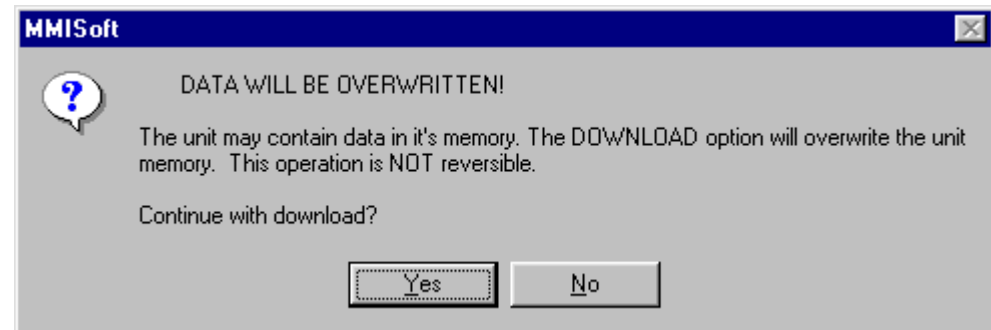 MMISoft
DATA WILL BE OVERWRITTEN!
The unit may contain data in it's memory. The DOWNLOAD option will overwrite the unit
memory. This operation is NOT reversible.
Continue with download?
Yes No